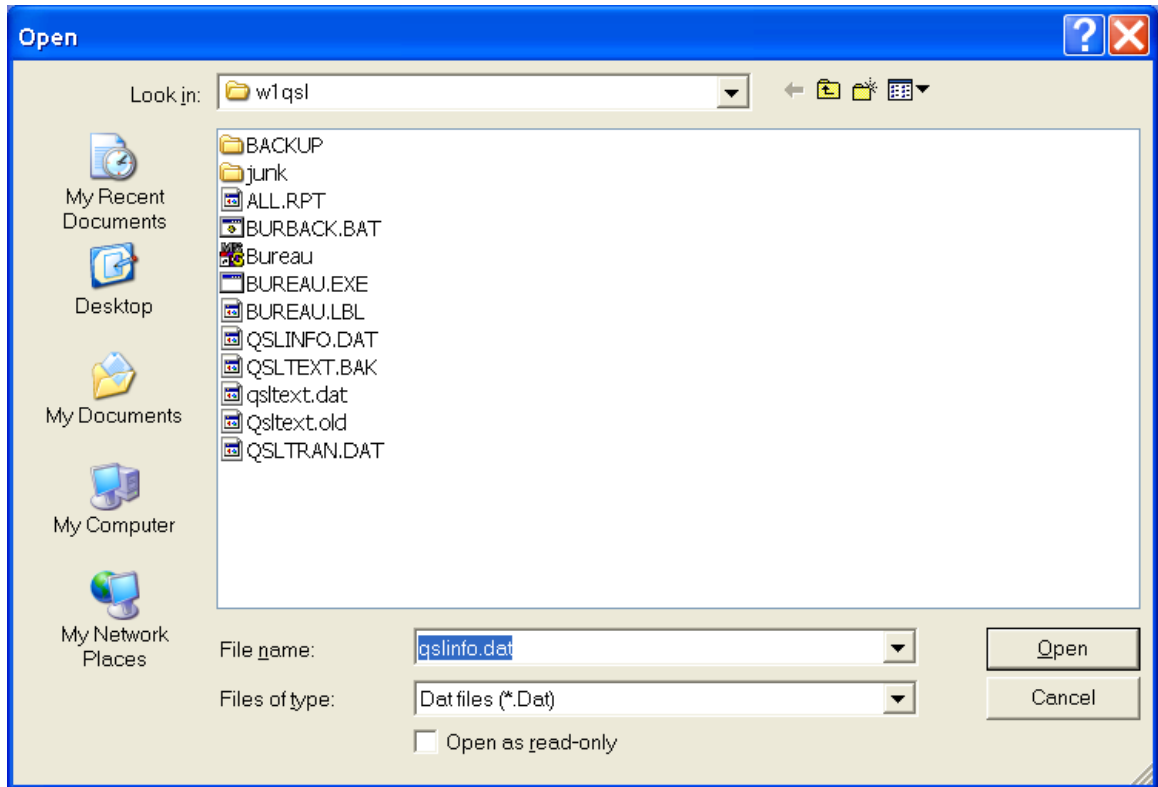 Open
Look in: w1qsl
BACKUP
junk
ALL.RPT
BURBACK.BAT
Bureau
BUREAU.EXE
BUREAU.LBL
QSLINFO.DAT
QSLTEXT.BAK
qsltext.dat
Qsltext.old
QSLTRAN.DAT
My Recent
Documents
Desktop
My Documents
My Computer
My Network
Places
File name: qslinfo.dat
Open
Files of type: Dat files (*.Dat)
Cancel
Open as read-only